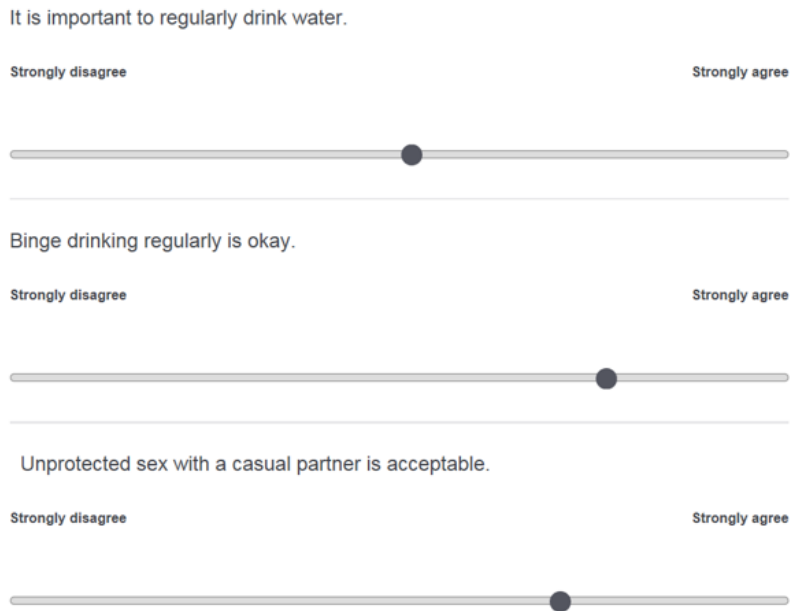 It is important to regularly drink water.
Strongly disagree Strongly agree
Binge drinking regularly is okay.
Strongly disagree Strongly agree
Unprotected sex with a casual partner is acceptable.
Strongly disagree Strongly agree